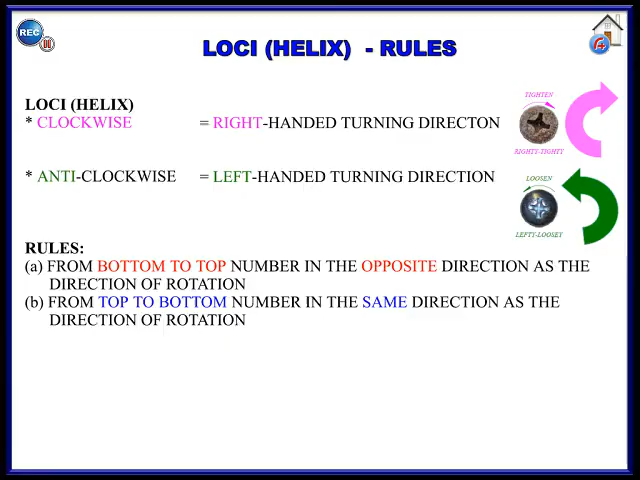 REC
LOCI (HELIX) - RULES
LOCI (HELIX)
* CLOCKWISE = RIGHT-HANDED TURNING DIRECTON
TIGHTEN
RIGHTY-TIGHTY
* ANTI-CLOCKWISE = LEFT-HANDED TURNING DIRECTION
LOOSEN
LEFTY-LOOSEY
RULES:
(a) FROM BOTTOM TO TOP NUMBER IN THE OPPOSITE DIRECTION AS THE
DIRECTION OF ROTATION
(b) FROM TOP TO BOTTOM NUMBER IN THE SAME DIRECTION AS THE
DIRECTION OF ROTATION